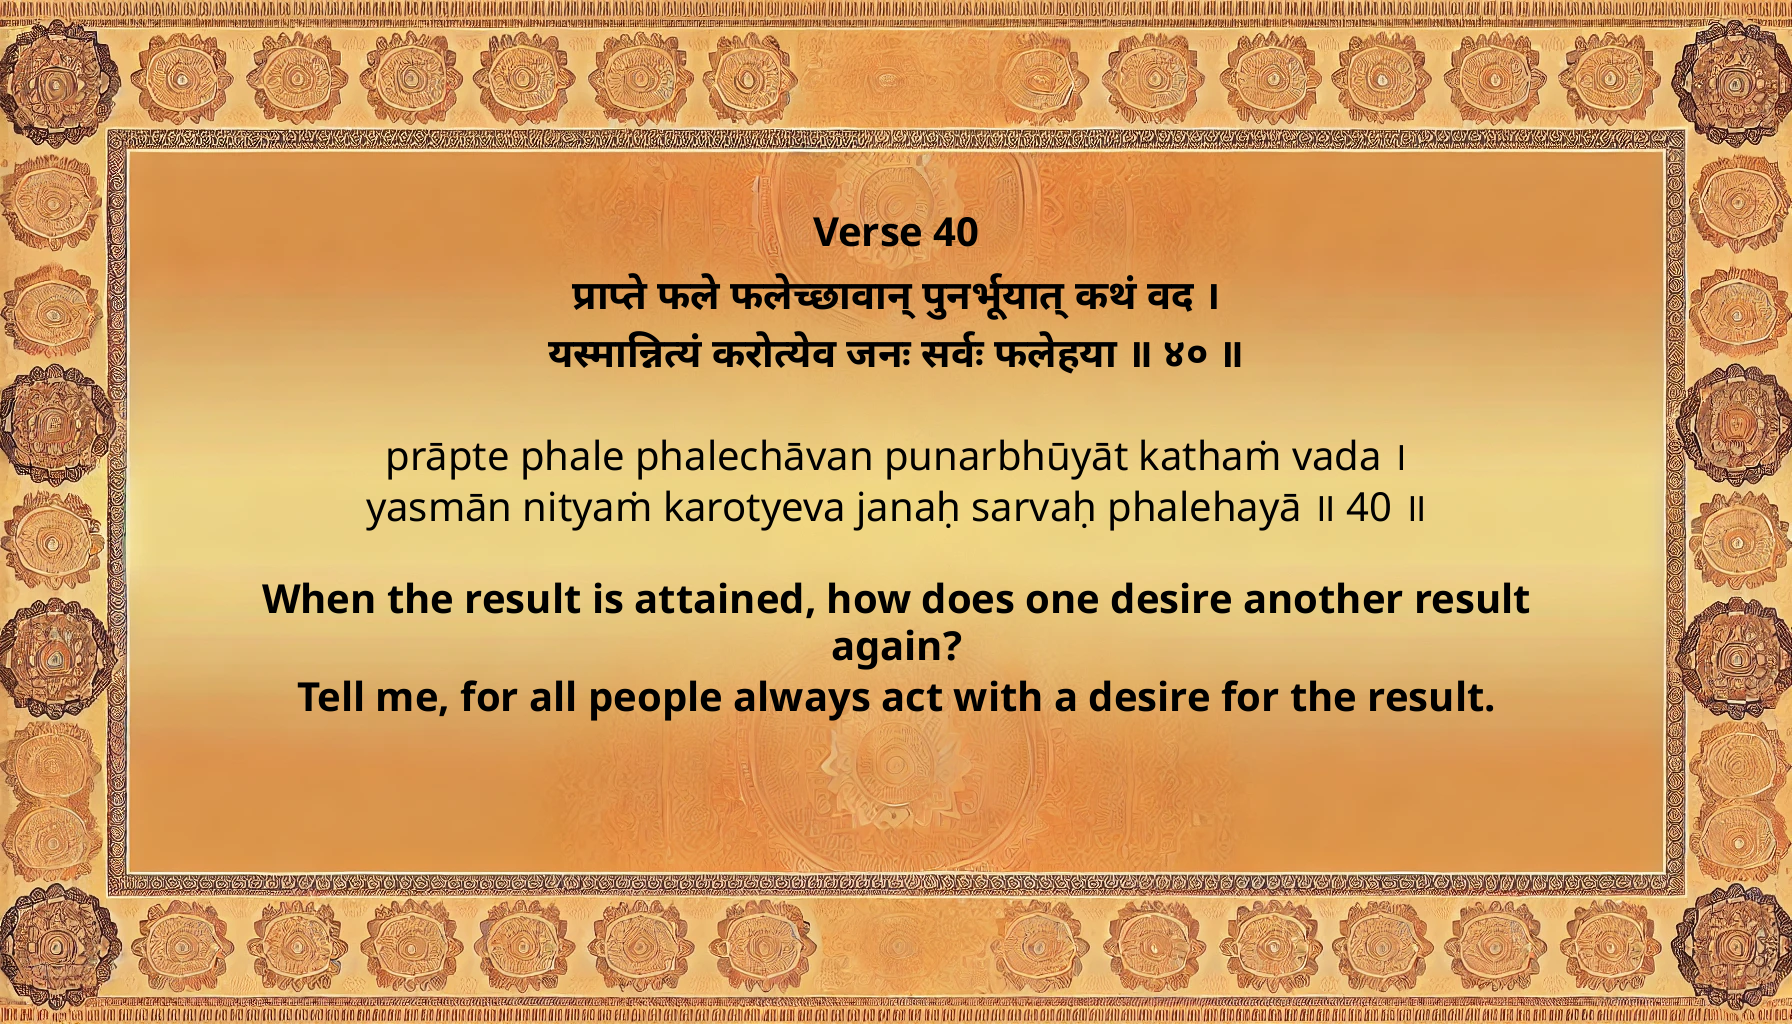 Verse 40
प्राप्ते फले फलेच्छावान् पुनर्भूयात् कथं वद ।
यस्मान्नित्यं करोत्येव जनः सर्वः फलेहया ॥ ४० ॥
prāpte phale phalechāvan punarbhūyāt kathaṁ vada ।
yasmān nityaṁ karotyeva janaḥ sarvaḥ phalehayā ॥ 40 ॥
When the result is attained, how does one desire another result
again?
Tell me, for all people always act with a desire for the result.